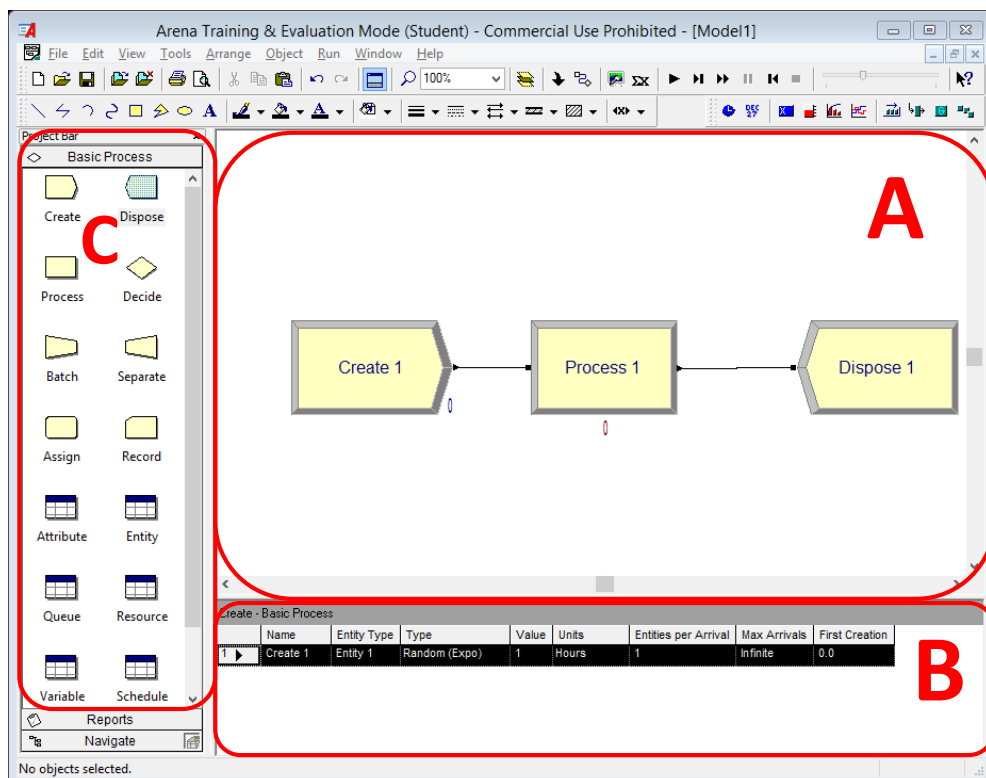 Arena Training & Evaluation Mode (Student) - Commercial Use Prohibited - [Model1]
File Edit View Tools Arrange Object Run Window Help
100%
A
Project Bar
Basic Process
Create Dispose
Process Decide
Batch Separate
Assign Record
Attribute Entity
Queue Resource
Variable Schedule
Reports
Navigate
C
A
Create 1 Process 1 Dispose 1
0
0
Create - Basic Process
Name Entity Type Type Value Units Entities per Arrival Max Arrivals First Creation
1 Create 1 Entity 1 Random (Expo) 1 Hours 1 Infinite 0.0
B
No objects selected.